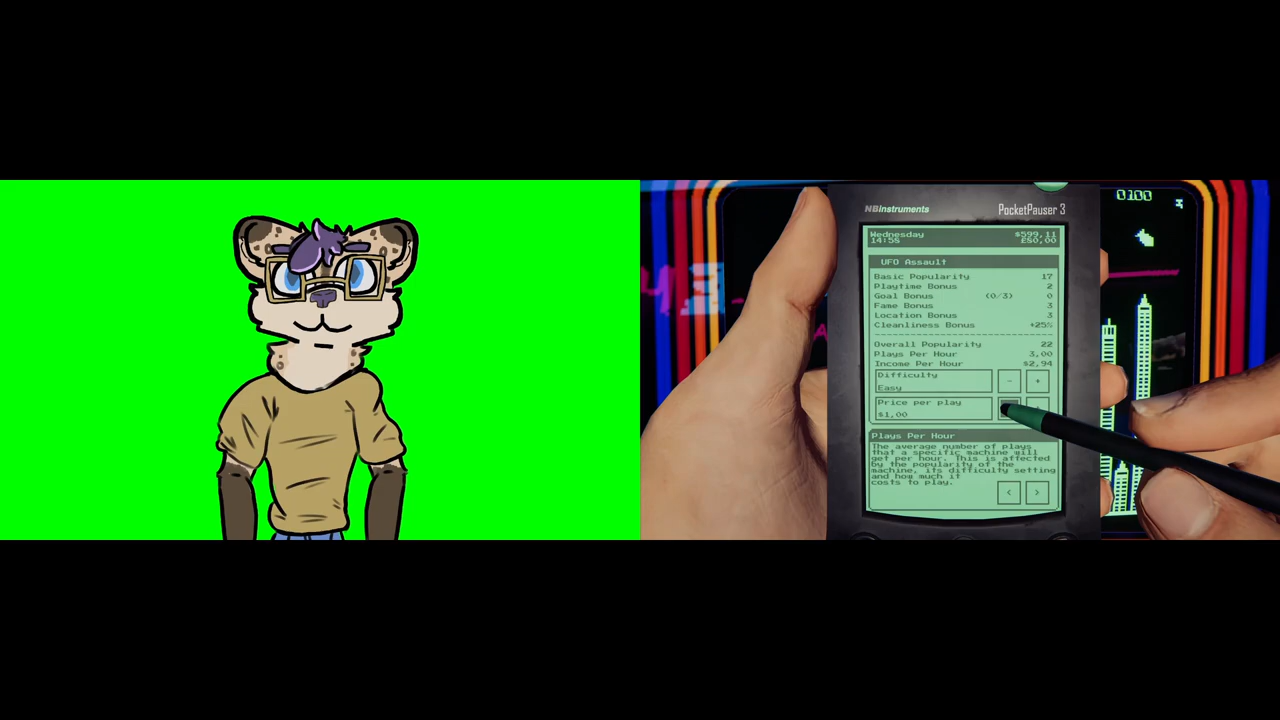 0100
3
NBInstruments
PocketPauser 3
Wednesday $599,11
14:58 E80,00
UFO Assault
Basic Popularity 17
Playtime Bonus 2
Goal Bonus (0/3) 0
Fame Bonus 3
Location Bonus 3
Cleanliness Bonus +25%
Overall Popularity 22
Plays Per Hour 3,00
Income Per Hour $2,94
Difficulty
Easy
- +
Price per play
$1,00
Plays Per Hour
The average number of plays
that a specific machine will
get per hour. This is affected
by the popularity of the
machine, its difficulty setting
and how much it
costs to play.
< >